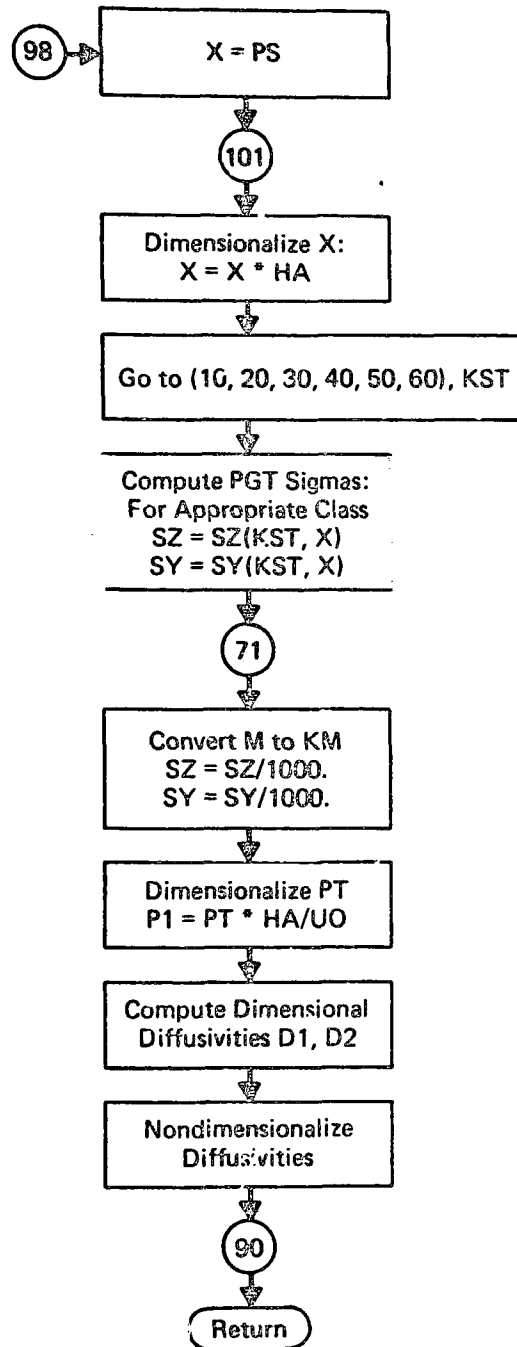 98
X = PS
101
Dimensionalize X:
X = X * HA
Go to (10, 20, 30, 40, 50, 60), KST
Compute PGT Sigmas:
For Appropriate Class
SZ = SZ(KST, X)
SY = SY(KST, X)
71
Convert M to KM
SZ = SZ/1000.
SY = SY/1000.
Dimensionalize PT
P1 = PT * HA/UO
Compute Dimensional
Diffusivities D1, D2
Nondimensionalize
Diffusivities
90
Return